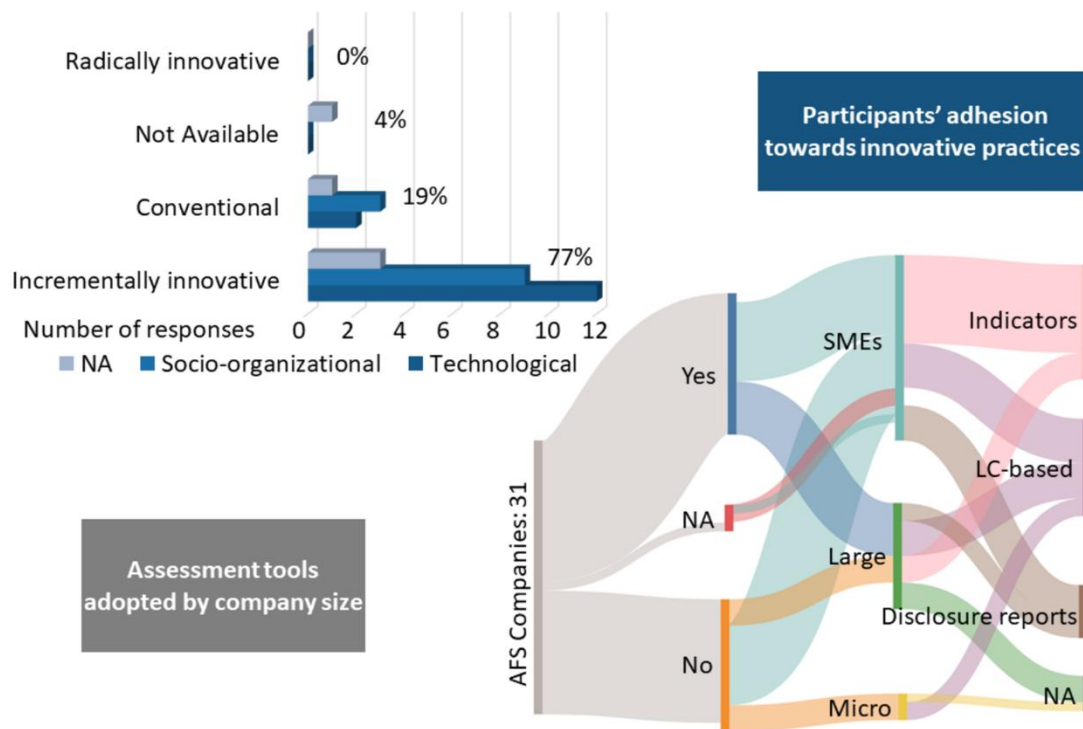 Radically innovative
0%
Not Available
4%
Conventional
19%
Incrementally innovative
77%
Number of responses
0 2 4 6 8 10 12
NA Socio-organizational Technological
Participants’ adhesion
towards innovative practices
Assessment tools
adopted by company size
AFS Companies: 31
Yes
NA
No
SMEs
Large
Micro
Indicators
LC-based
Disclosure reports
NA